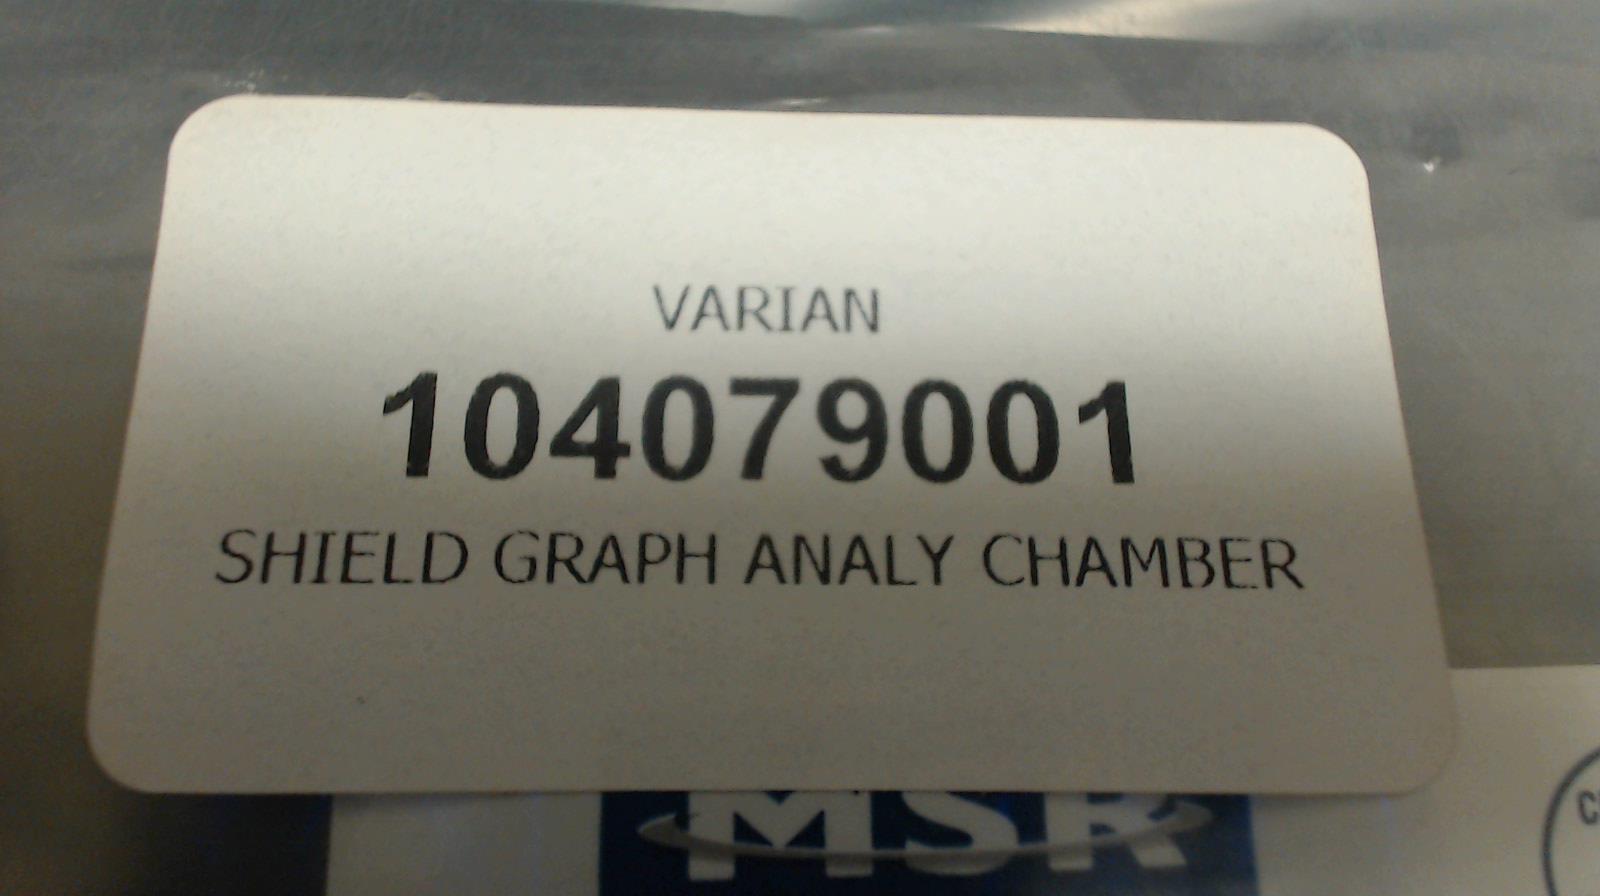 VARIAN
104079001
SHIELD GRAPH ANALY CHAMBER
MSR